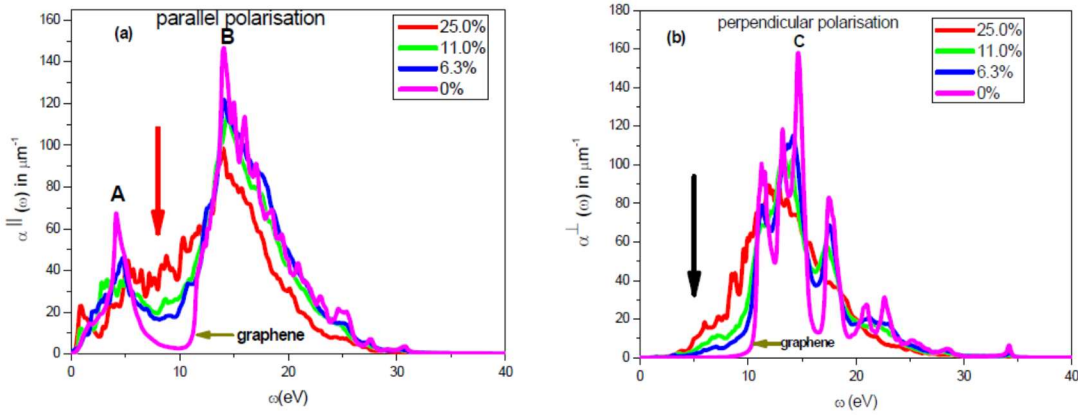 parallel polarisation
(a)
B
25.0%
11.0%
6.3%
0%
A
graphene
α || (ω) in μm⁻¹
160
140
120
100
80
60
40
20
0
0 10 20 30 40
ω(eV)
perpendicular polarisation
(b)
C
25.0%
11.0%
6.3%
0%
graphene
α⊥ (ω) in μm⁻¹
180
160
140
120
100
80
60
40
20
0
0 10 20 30 40
ω (eV)